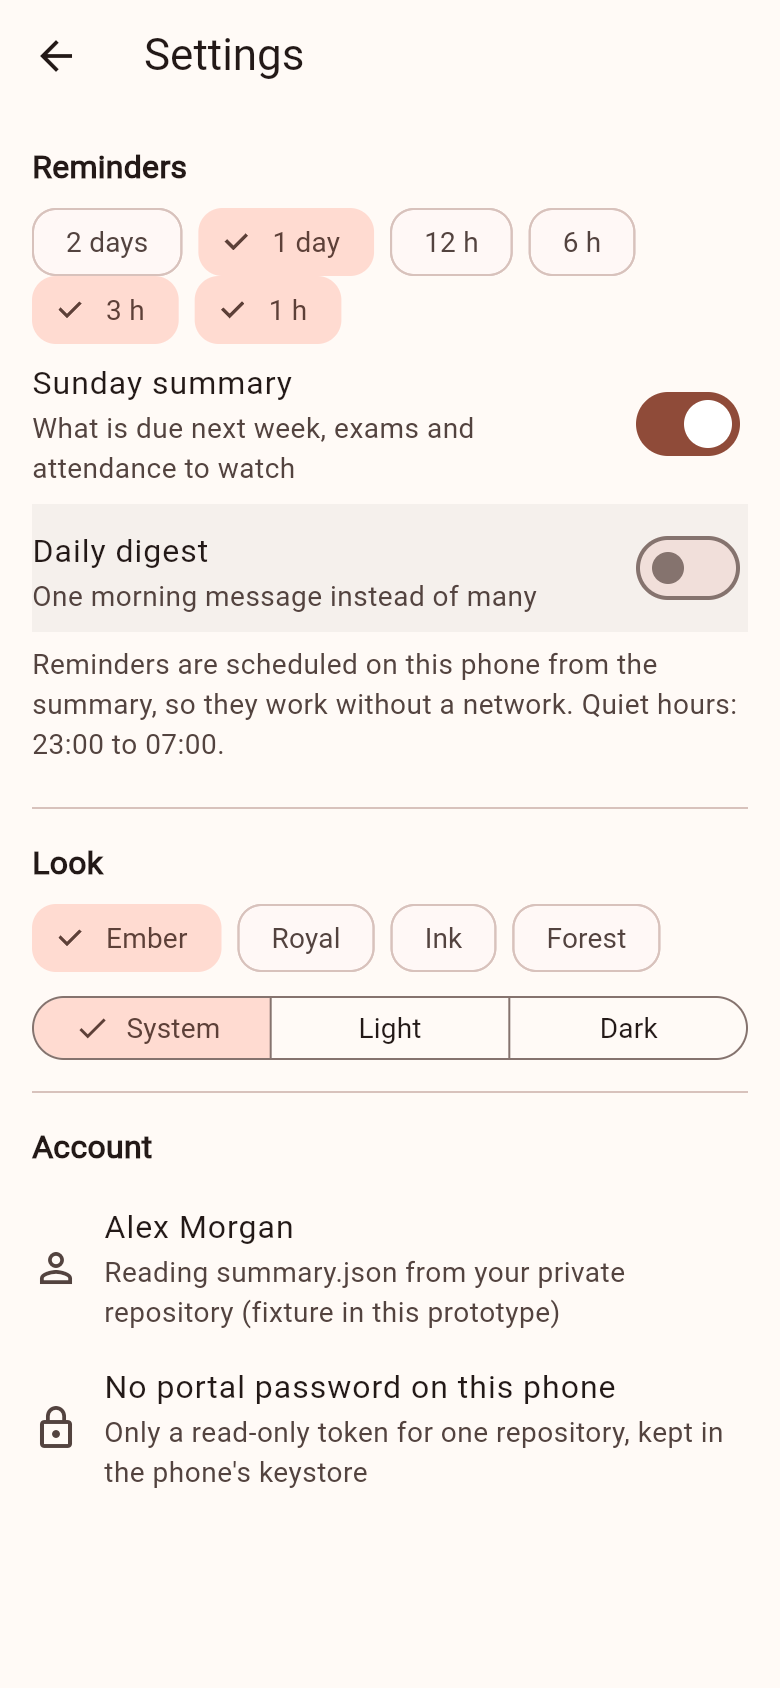 Settings
Reminders
2 days
1 day
12 h
6 h
3 h
1 h
Sunday summary
What is due next week, exams and
attendance to watch
Daily digest
One morning message instead of many
Reminders are scheduled on this phone from the
summary, so they work without a network. Quiet hours:
23:00 to 07:00.
Look
Ember
Royal
Ink
Forest
System
Light
Dark
Account
Alex Morgan
Reading summary.json from your private
repository (fixture in this prototype)
No portal password on this phone
Only a read-only token for one repository, kept in
the phone's keystore